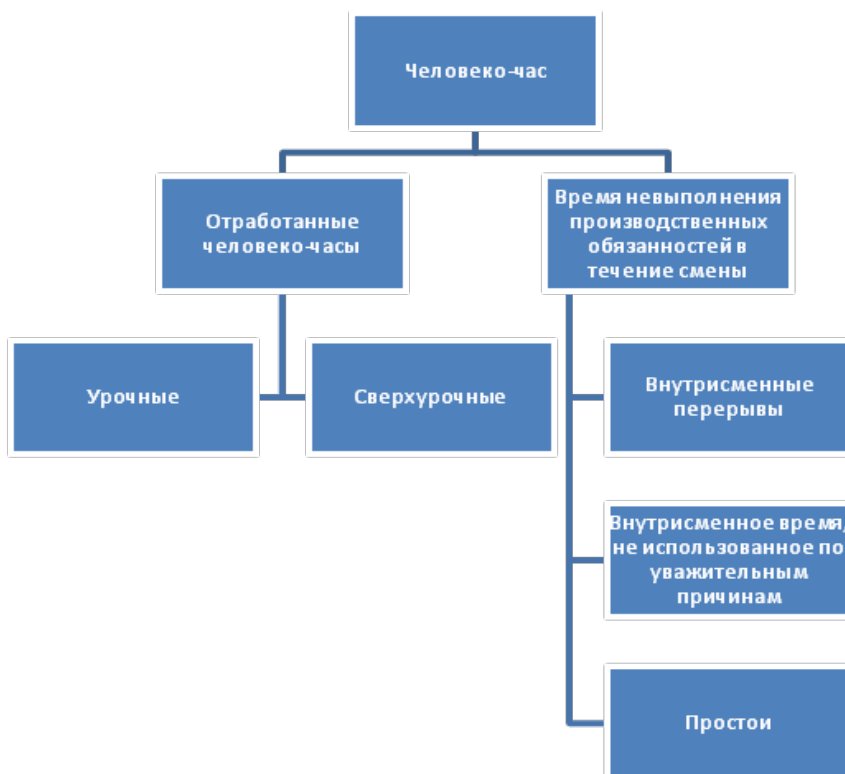 Человеко-час
Отработанные
человеко-часы
Время невыполнения
производственных
обязанностей в
течение смены
Урочные
Сверхурочные
Внутрисменные
перерывы
Внутрисменное время,
не использованное по
уважительным
причинам
Простои